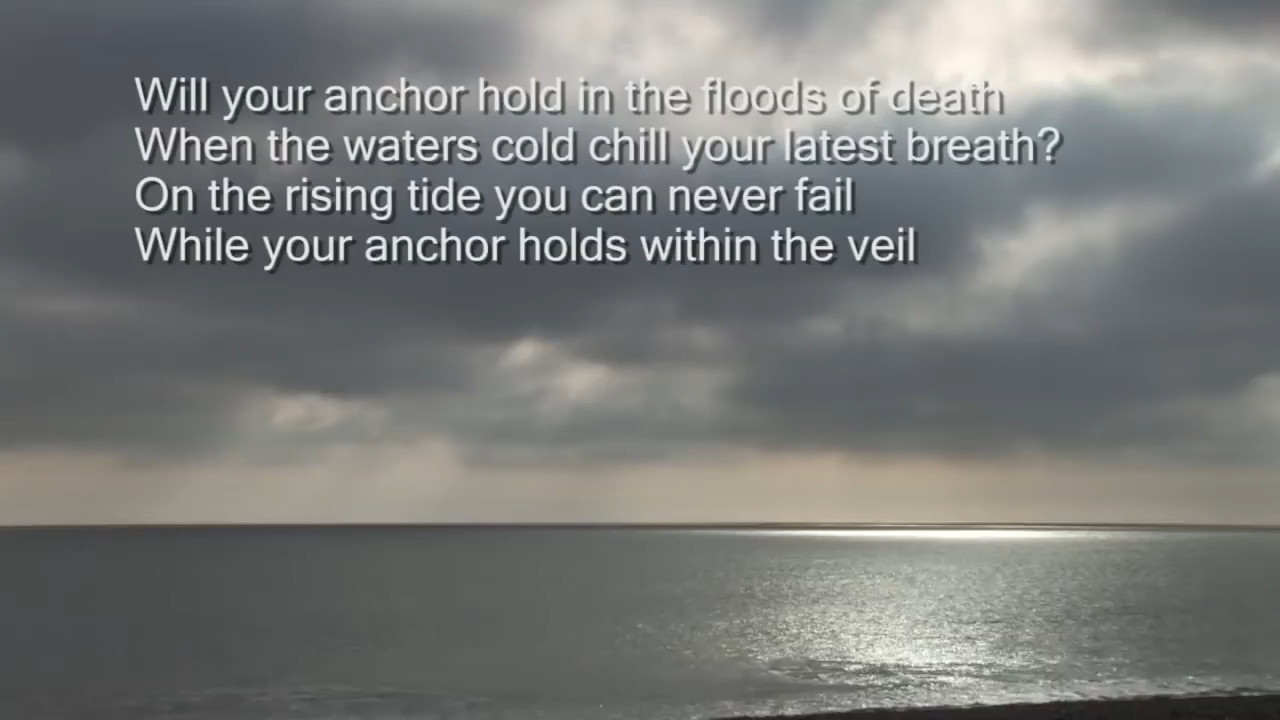 Will your anchor hold in the floods of death
When the waters cold chill your latest breath?
On the rising tide you can never fail
While your anchor holds within the veil